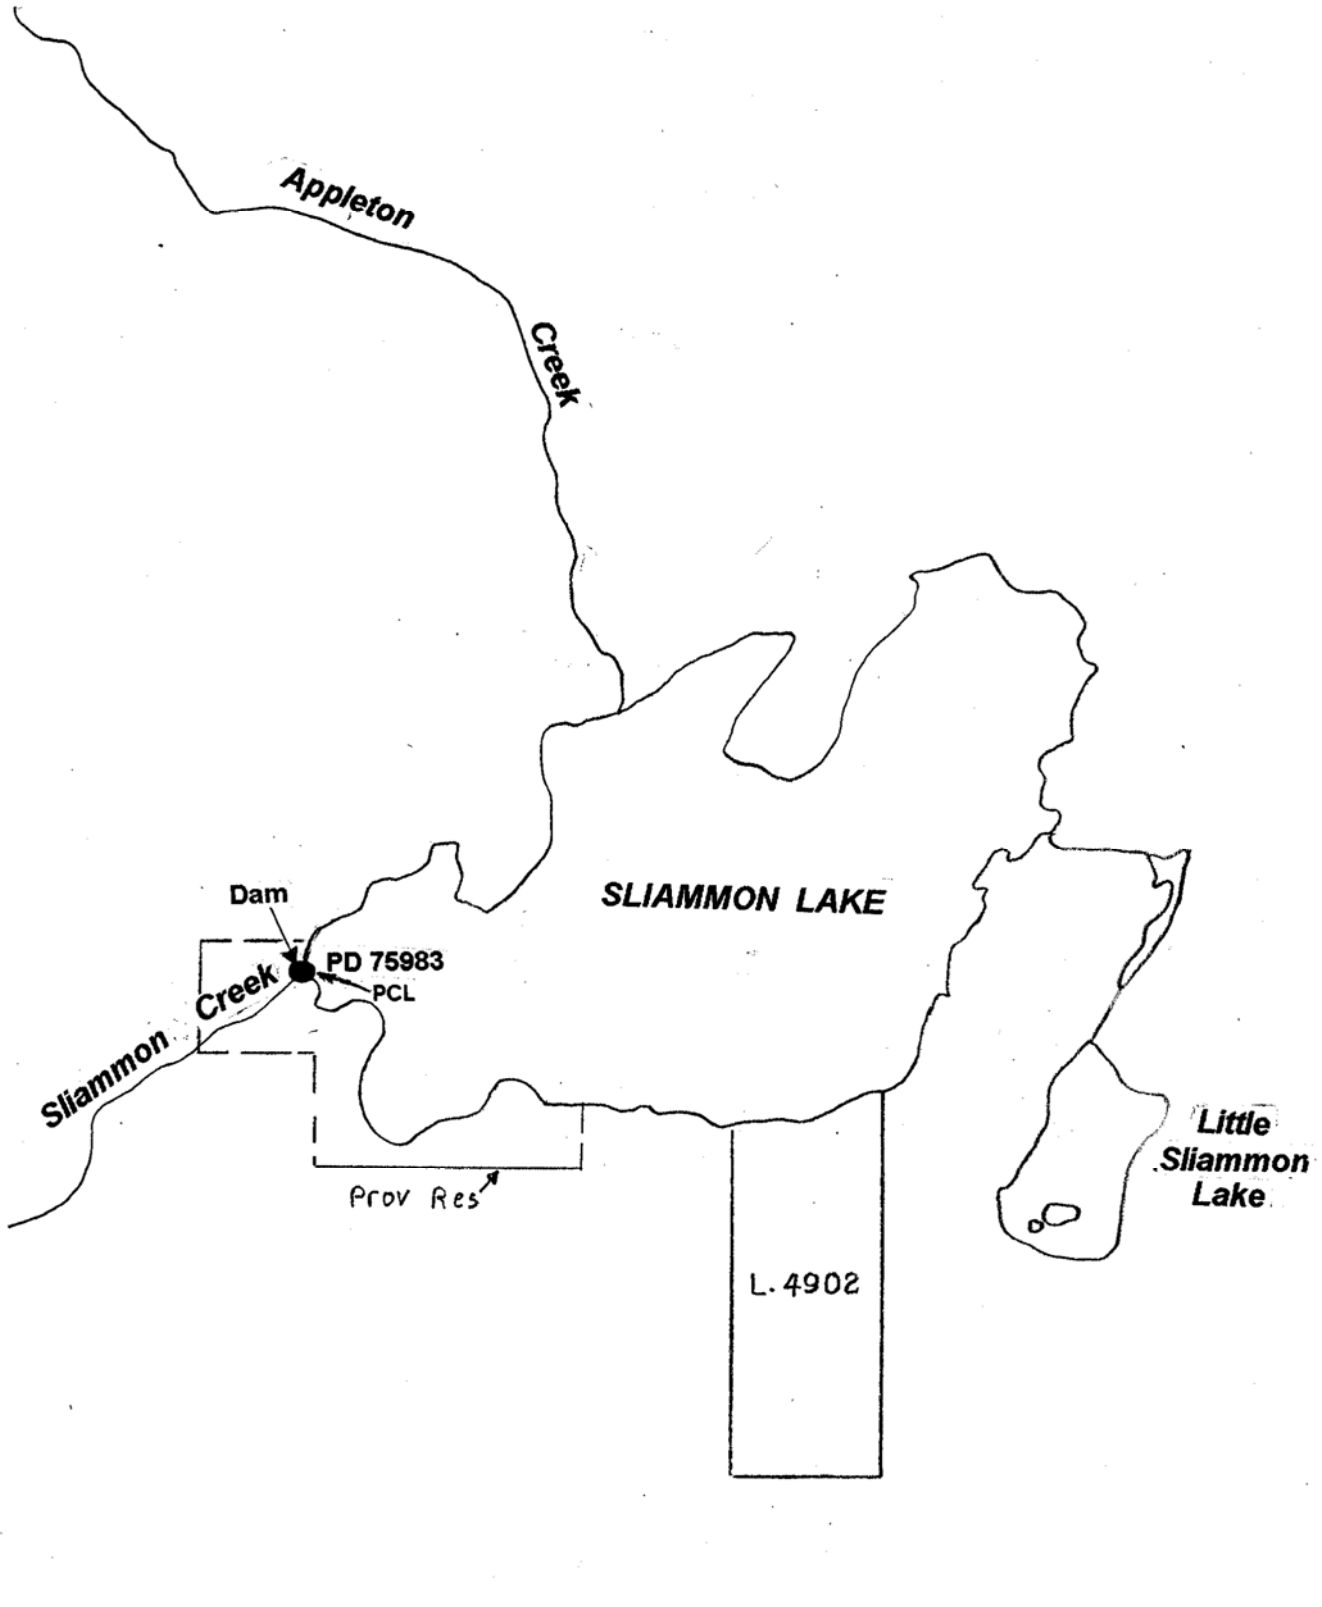 Appleton
Creek
SLIAMMON LAKE
Dam
PD 75983
PCL
Sliammon Creek
Prov Res
Little
Sliammon
Lake
L. 4902